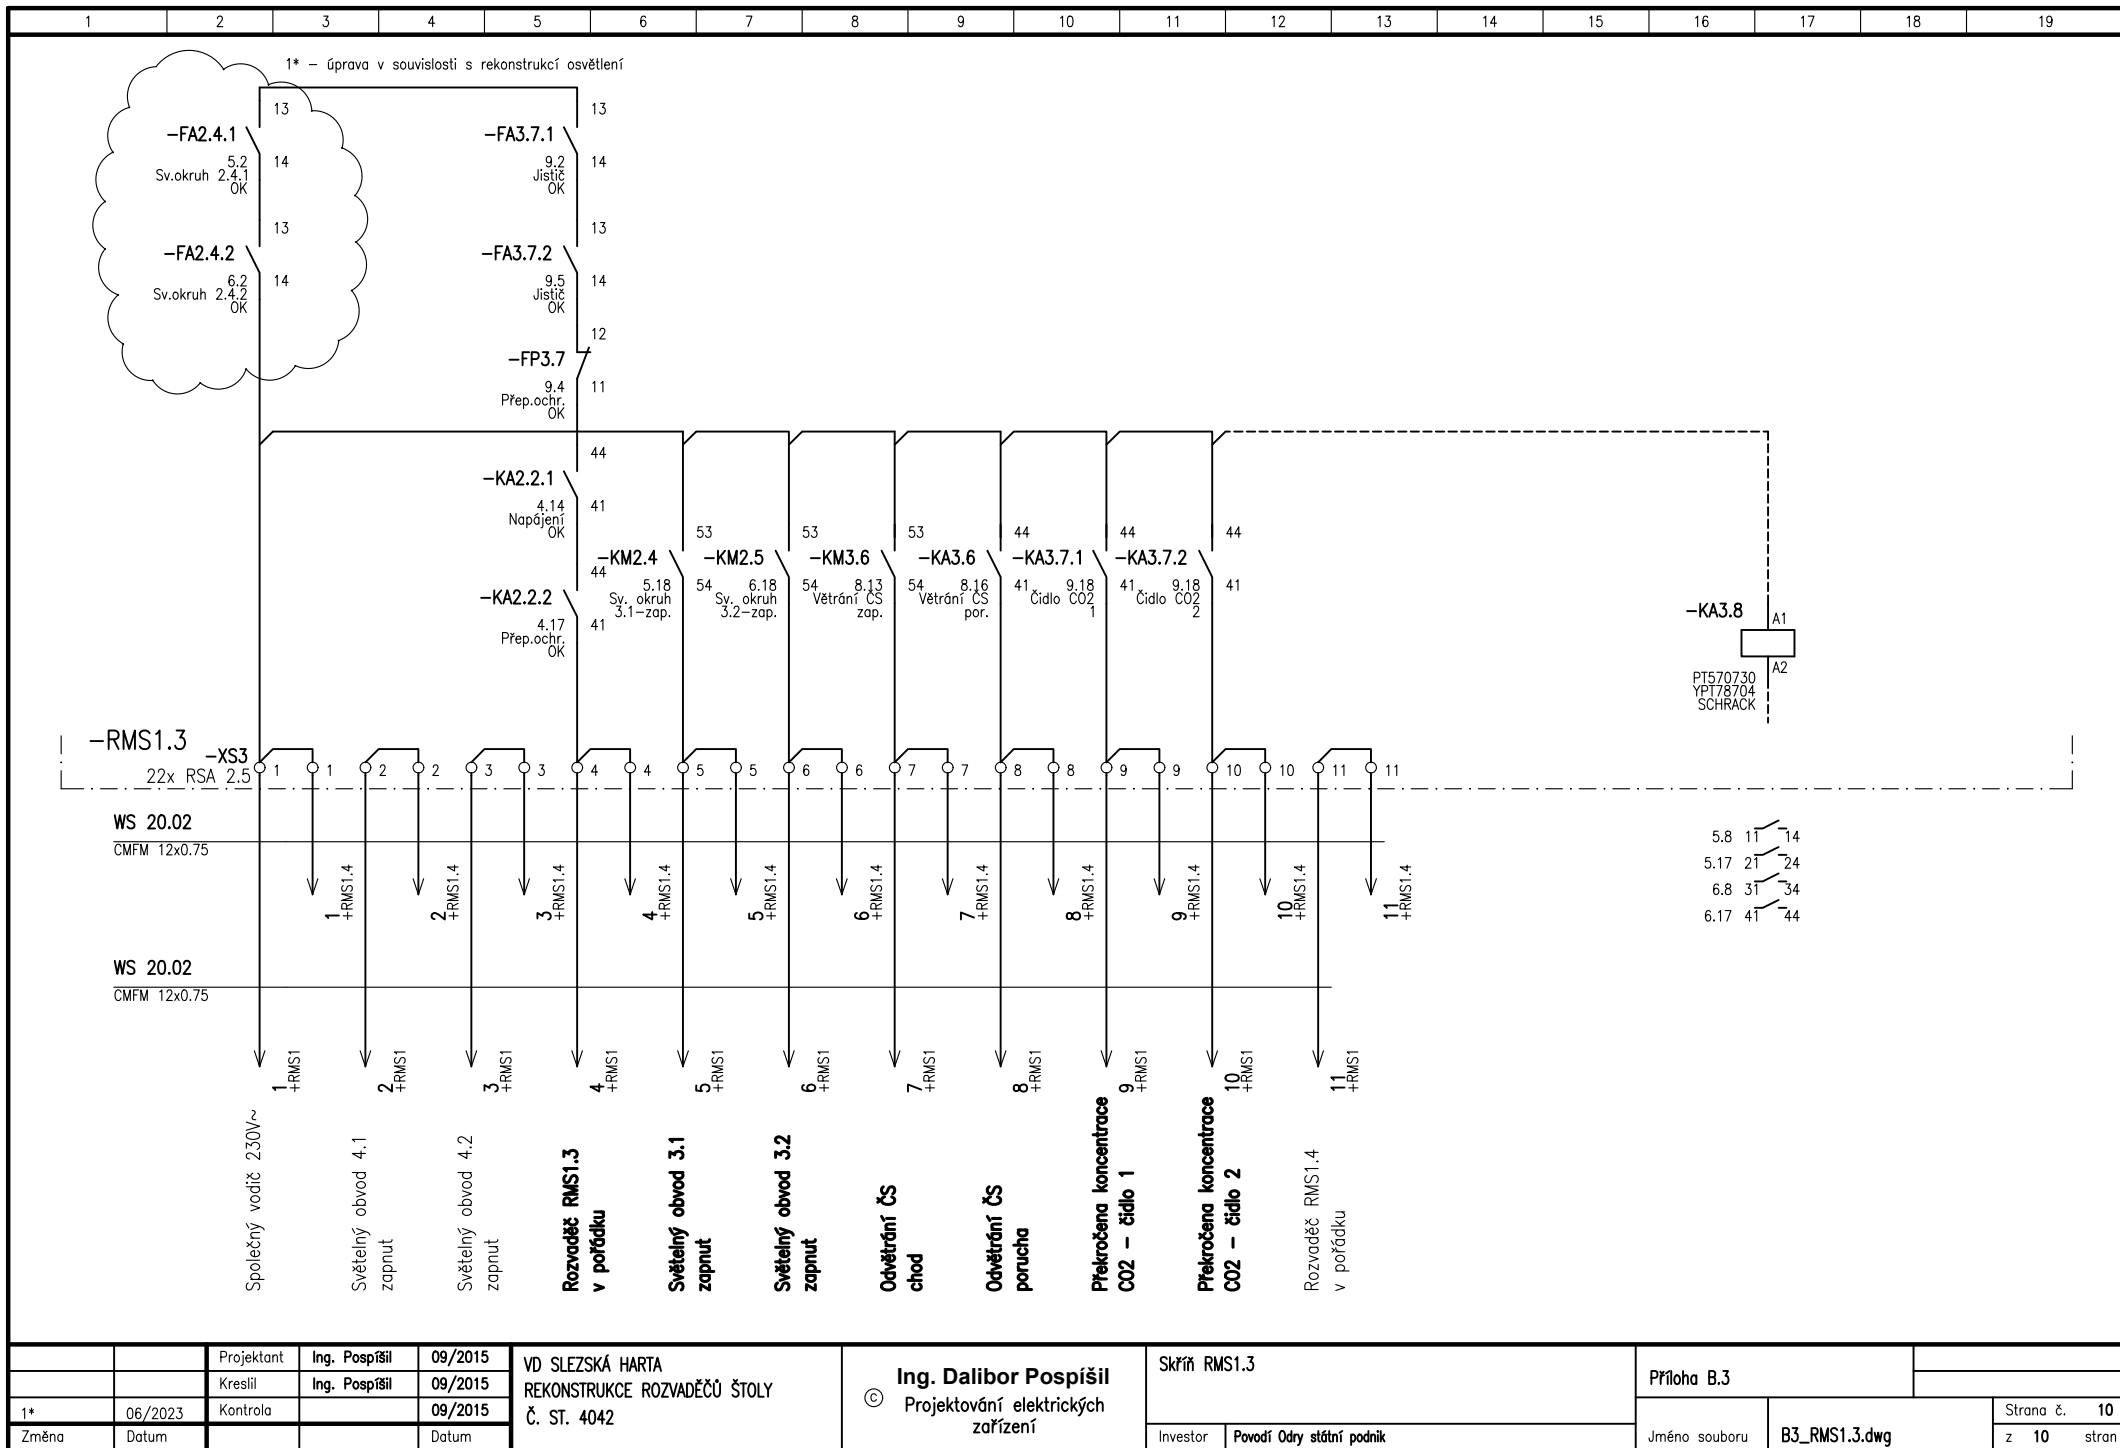 1 2 3 4 5 6 7 8 9 10 11 12 13 14 15 16 17 18 19
1* – úprava v souvislosti s rekonstrukcí osvětlení
13 13
-FA2.4.1 -FA3.7.1
5.2 14 9.2 14
Sv.okruh 2.4.1 Jistič
OK OK
13 13
-FA2.4.2 -FA3.7.2
6.2 14 9.5 14
Sv.okruh 2.4.2 Jistič
OK OK
12
-FP3.7
9.4 11
Přep.ochr.
OK
44
-KA2.2.1
4.14 41
Napájení
OK
53 53 53 44 44 44
-KM2.4 -KM2.5 -KM3.6 -KA3.6 -KA3.7.1 -KA3.7.2
44 5.18 54 6.18 54 8.13 54 8.16 41 9.18 41 9.18 41
Sv. okruh Sv. okruh Větrání ČS Větrání ČS Čidlo CO2 Čidlo CO2
3.1-zap. 3.2-zap. zap. por. 1 2
-KA2.2.2
4.17 41
Přep.ochr.
OK
-KA3.8
A1
A2
PT570730
YPT78704
SCHRACK
-RMS1.3
-XS3
22x RSA 2.5
1 1 2 2 3 3 4 4 5 5 6 6 7 7 8 8 9 9 10 10 11 11
WS 20.02
CMFM 12x0.75
5.8 11 14
5.17 21 24
6.8 31 34
6.17 41 44
1 +RMS1.4
2 +RMS1.4
3 +RMS1.4
4 +RMS1.4
5 +RMS1.4
6 +RMS1.4
7 +RMS1.4
8 +RMS1.4
9 +RMS1.4
10 +RMS1.4
11 +RMS1.4
WS 20.02
CMFM 12x0.75
1 +RMS1
2 +RMS1
3 +RMS1
4 +RMS1
5 +RMS1
6 +RMS1
7 +RMS1
8 +RMS1
9 +RMS1
10 +RMS1
11 +RMS1
Společný vodič 230V~
Světelný obvod 4.1
zapnut
Světelný obvod 4.2
zapnut
Rozvaděč RMS1.3
v pořádku
Světelný obvod 3.1
zapnut
Světelný obvod 3.2
zapnut
Odvětrání ČS
chod
Odvětrání ČS
porucha
Překročena koncentrace
CO2 – čidlo 1
Překročena koncentrace
CO2 – čidlo 2
Rozvaděč RMS1.4
v pořádku
Projektant Ing. Pospíšil 09/2015
Kreslil Ing. Pospíšil 09/2015
1* 06/2023 Kontrola 09/2015
Změna Datum Datum
VD SLEZSKÁ HARTA
REKONSTRUKCE ROZVADĚČŮ ŠTOLY
Č. ST. 4042
© Ing. Dalibor Pospíšil
Projektování elektrických
zařízení
Skříň RMS1.3
Investor Povodí Odry státní podnik
Příloha B.3
Jméno souboru B3_RMS1.3.dwg
Strana č. 10
z 10 stran